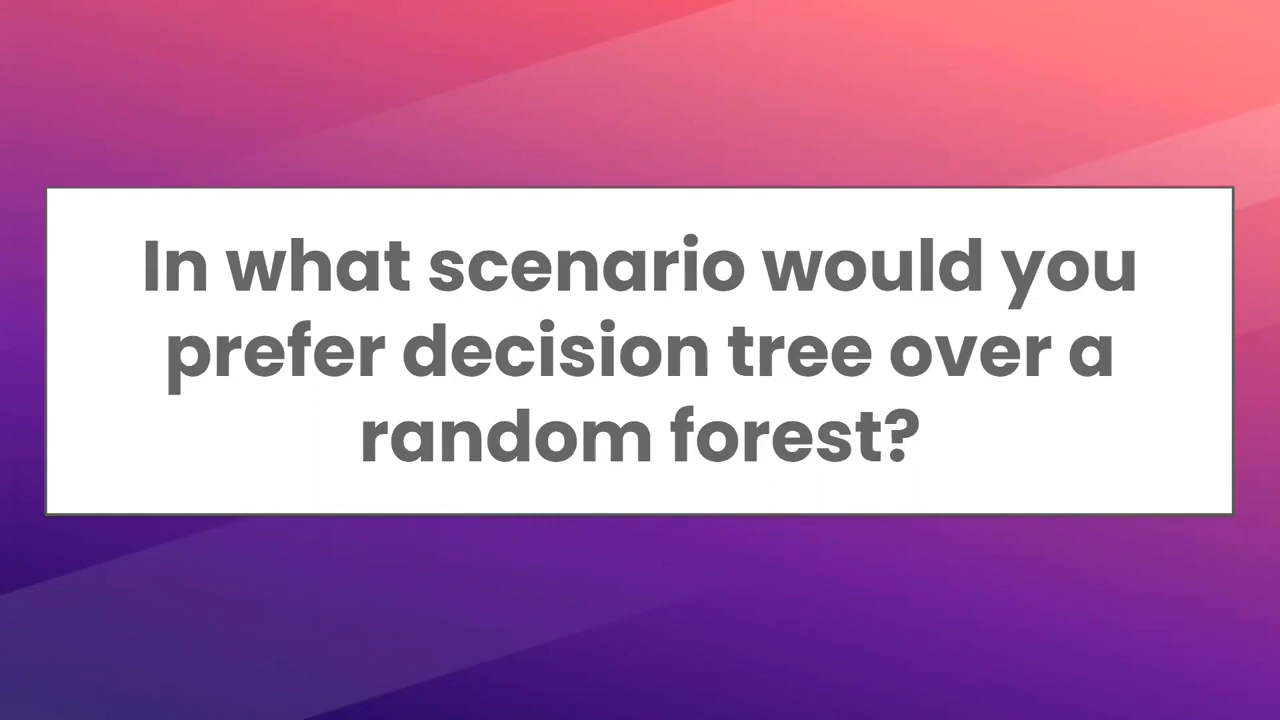 In what scenario would you
prefer decision tree over a
random forest?